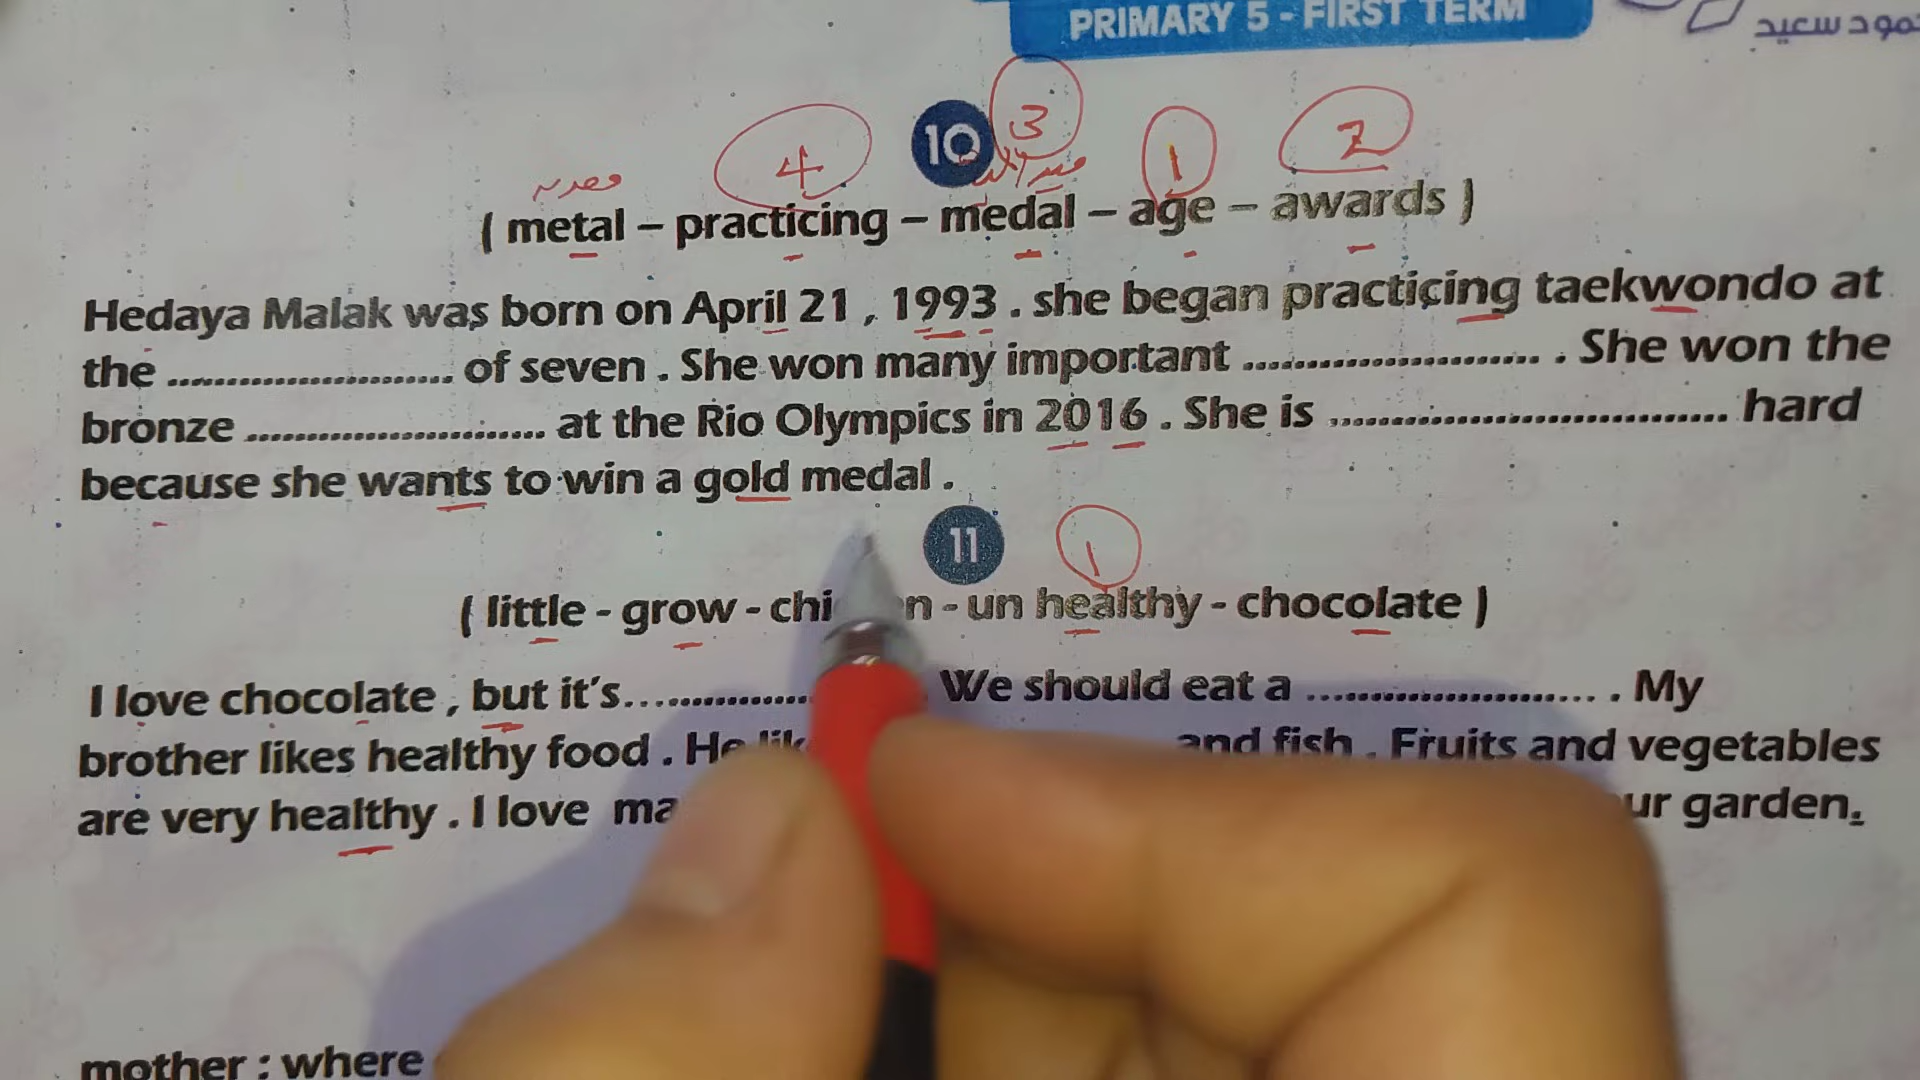 PRIMARY 5 - FIRST TERM
مود سعيد
4 10 3 1 2
( metal – practicing – medal – age – awards )
Hedaya Malak was born on April 21 , 1993 . she began practicing taekwondo at
the ........................ of seven . She won many important ........................ . She won the
bronze ........................ at the Rio Olympics in 2016 . She is ................................ hard
because she wants to win a gold medal .
11 1
( little - grow - chi n - un healthy - chocolate )
I love chocolate , but it's............... We should eat a ........................ . My
brother likes healthy food . He lik and fish . Fruits and vegetables
are very healthy . I love ma ur garden.
mother : where